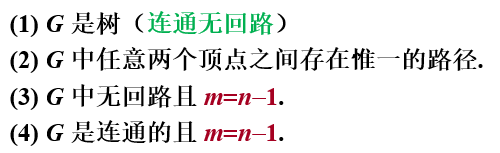 (1) G 是树（连通无回路）
(2) G 中任意两个顶点之间存在惟一的路径.
(3) G 中无回路且 m=n–1.
(4) G 是连通的且 m=n–1.